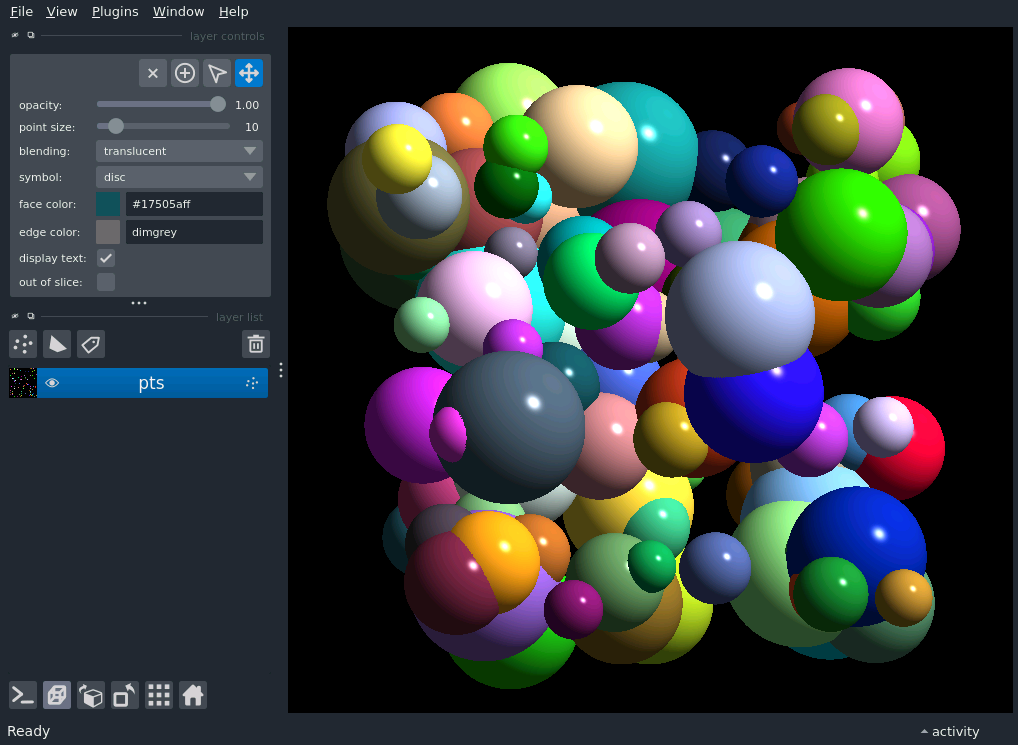 File View Plugins Window Help
layer controls
opacity: 1.00
point size: 10
blending: translucent
symbol: disc
face color: #17505aff
edge color: dimgrey
display text:
out of slice:
layer list
pts
Ready
activity